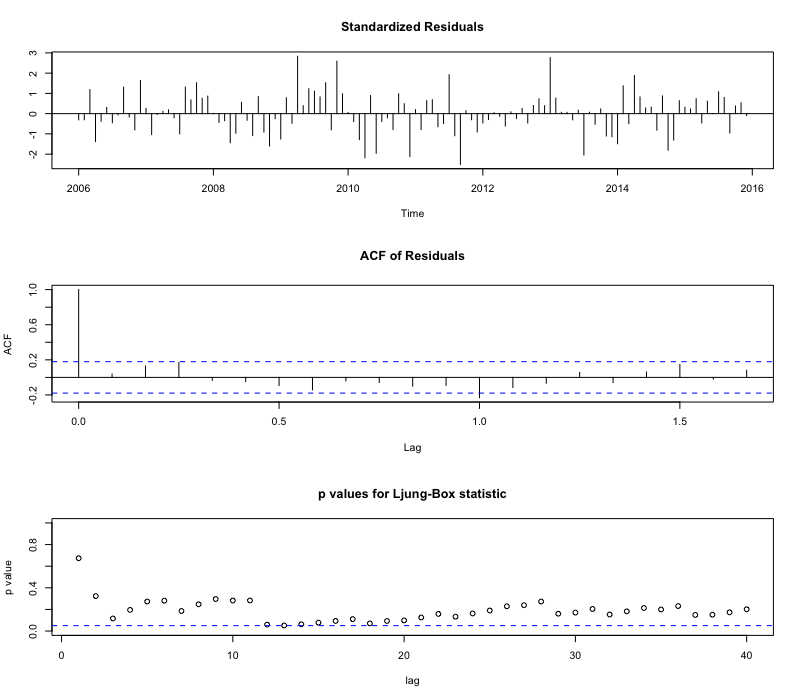 Standardized Residuals
3
2
1
0
-1
-2
2006 2008 2010 2012 2014 2016
Time
ACF of Residuals
ACF
1.0
0.6
0.2
-0.2
0.0 0.5 1.0 1.5
Lag
p values for Ljung-Box statistic
p value
0.8
0.4
0.0
0 10 20 30 40
lag